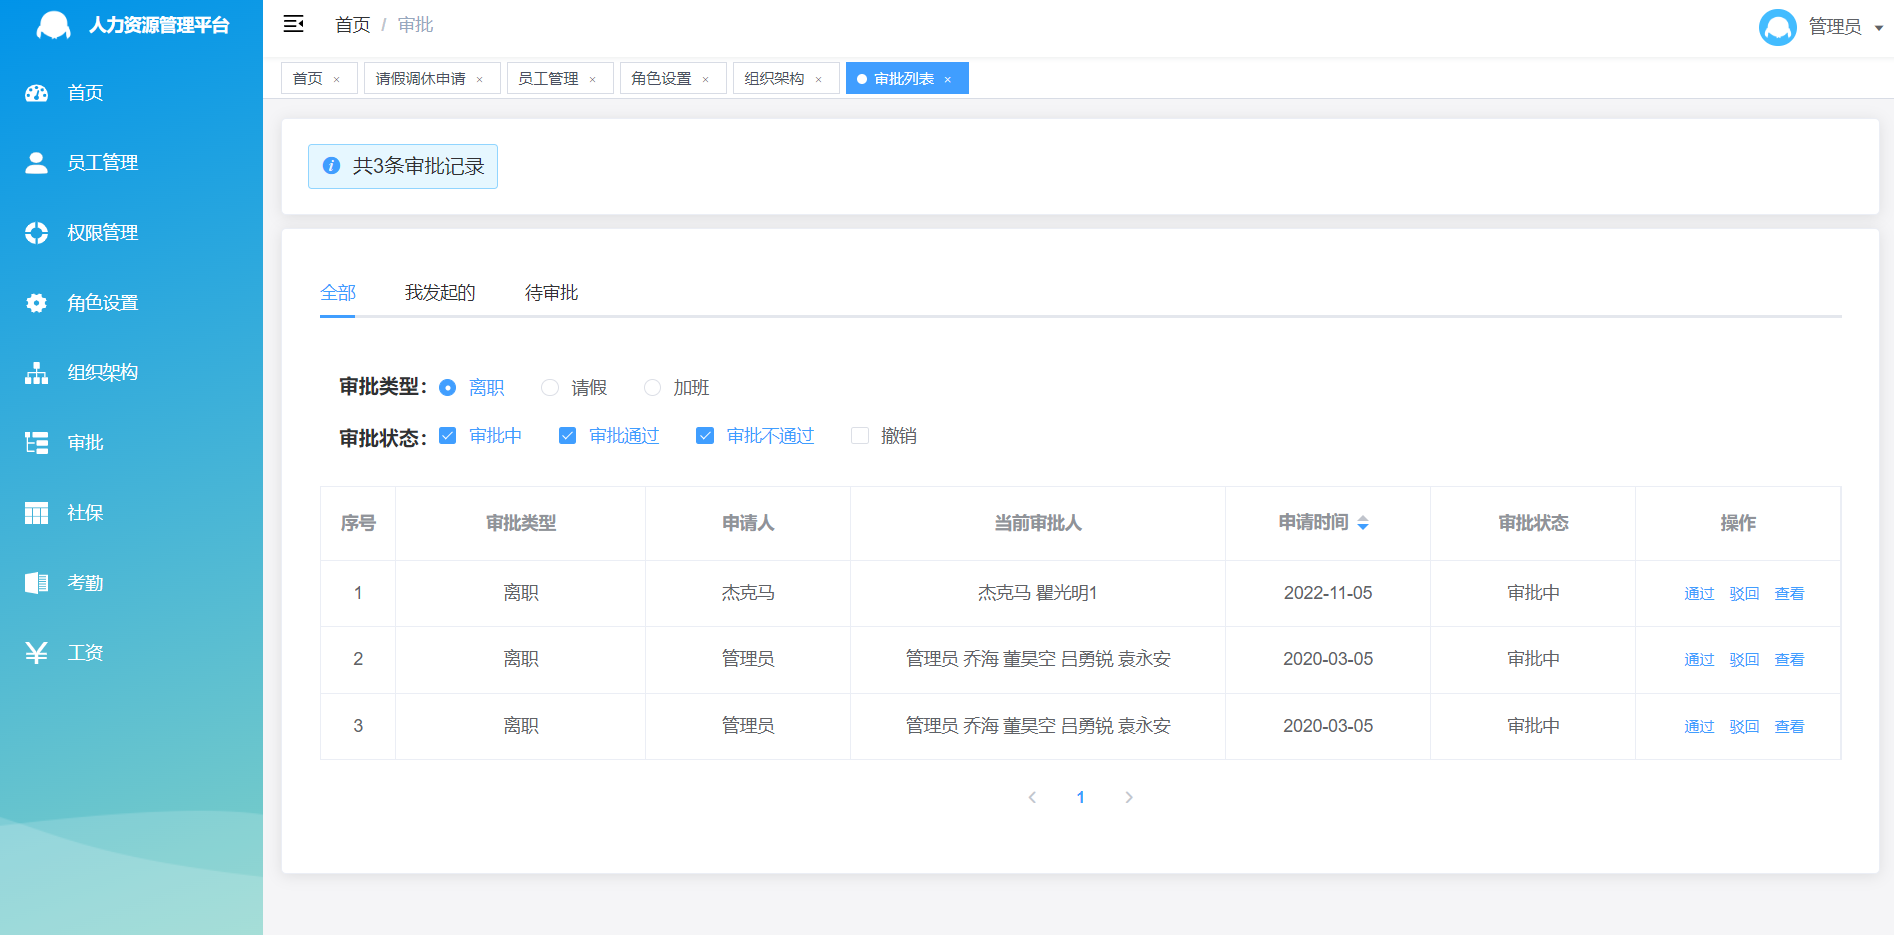 人力资源管理平台
首页
员工管理
权限管理
角色设置
组织架构
审批
社保
考勤
工资
首页 / 审批
管理员
首页 × 请假调休申请 × 员工管理 × 角色设置 × 组织架构 × 审批列表 ×
共3条审批记录
全部 我发起的 待审批
审批类型： 离职 请假 加班
审批状态： 审批中 审批通过 审批不通过 撤销
序号 审批类型 申请人 当前审批人 申请时间 审批状态 操作
1 离职 杰克马 杰克马 瞿光明1 2022-11-05 审批中 通过 驳回 查看
2 离职 管理员 管理员 乔海 董昊空 吕勇锐 袁永安 2020-03-05 审批中 通过 驳回 查看
3 离职 管理员 管理员 乔海 董昊空 吕勇锐 袁永安 2020-03-05 审批中 通过 驳回 查看
1